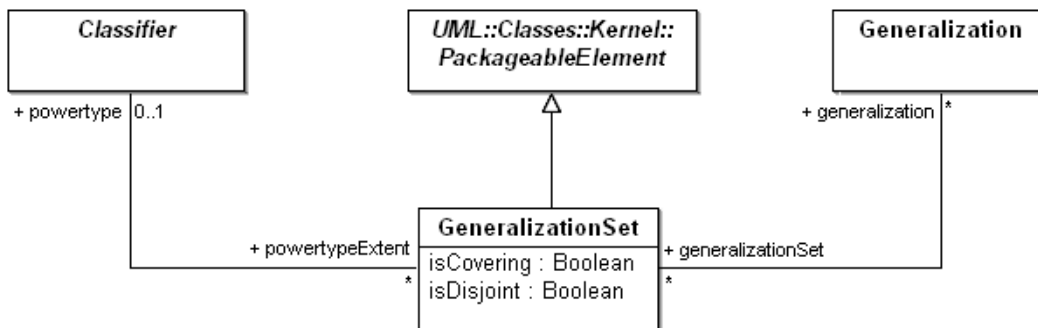 Classifier
UML::Classes::Kernel::
PackageableElement
Generalization
+ powertype
0..1
+ generalization
*
GeneralizationSet
+ powertypeExtent
*
isCovering : Boolean
isDisjoint : Boolean
+ generalizationSet
*